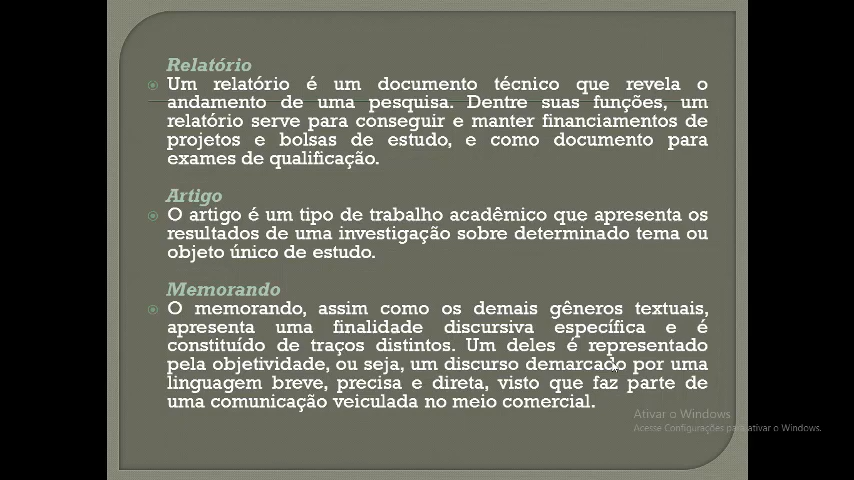 Relatório
Um relatório é um documento técnico que revela o
andamento de uma pesquisa. Dentre suas funções, um
relatório serve para conseguir e manter financiamentos de
projetos e bolsas de estudo, e como documento para
exames de qualificação.
Artigo
O artigo é um tipo de trabalho acadêmico que apresenta os
resultados de uma investigação sobre determinado tema ou
objeto único de estudo.
Memorando
O memorando, assim como os demais gêneros textuais,
apresenta uma finalidade discursiva específica e é
constituído de traços distintos. Um deles é representado
pela objetividade, ou seja, um discurso demarcado por uma
linguagem breve, precisa e direta, visto que faz parte de
uma comunicação veiculada no meio comercial.
Ativar o Windows
Acesse Configurações para ativar o Windows.